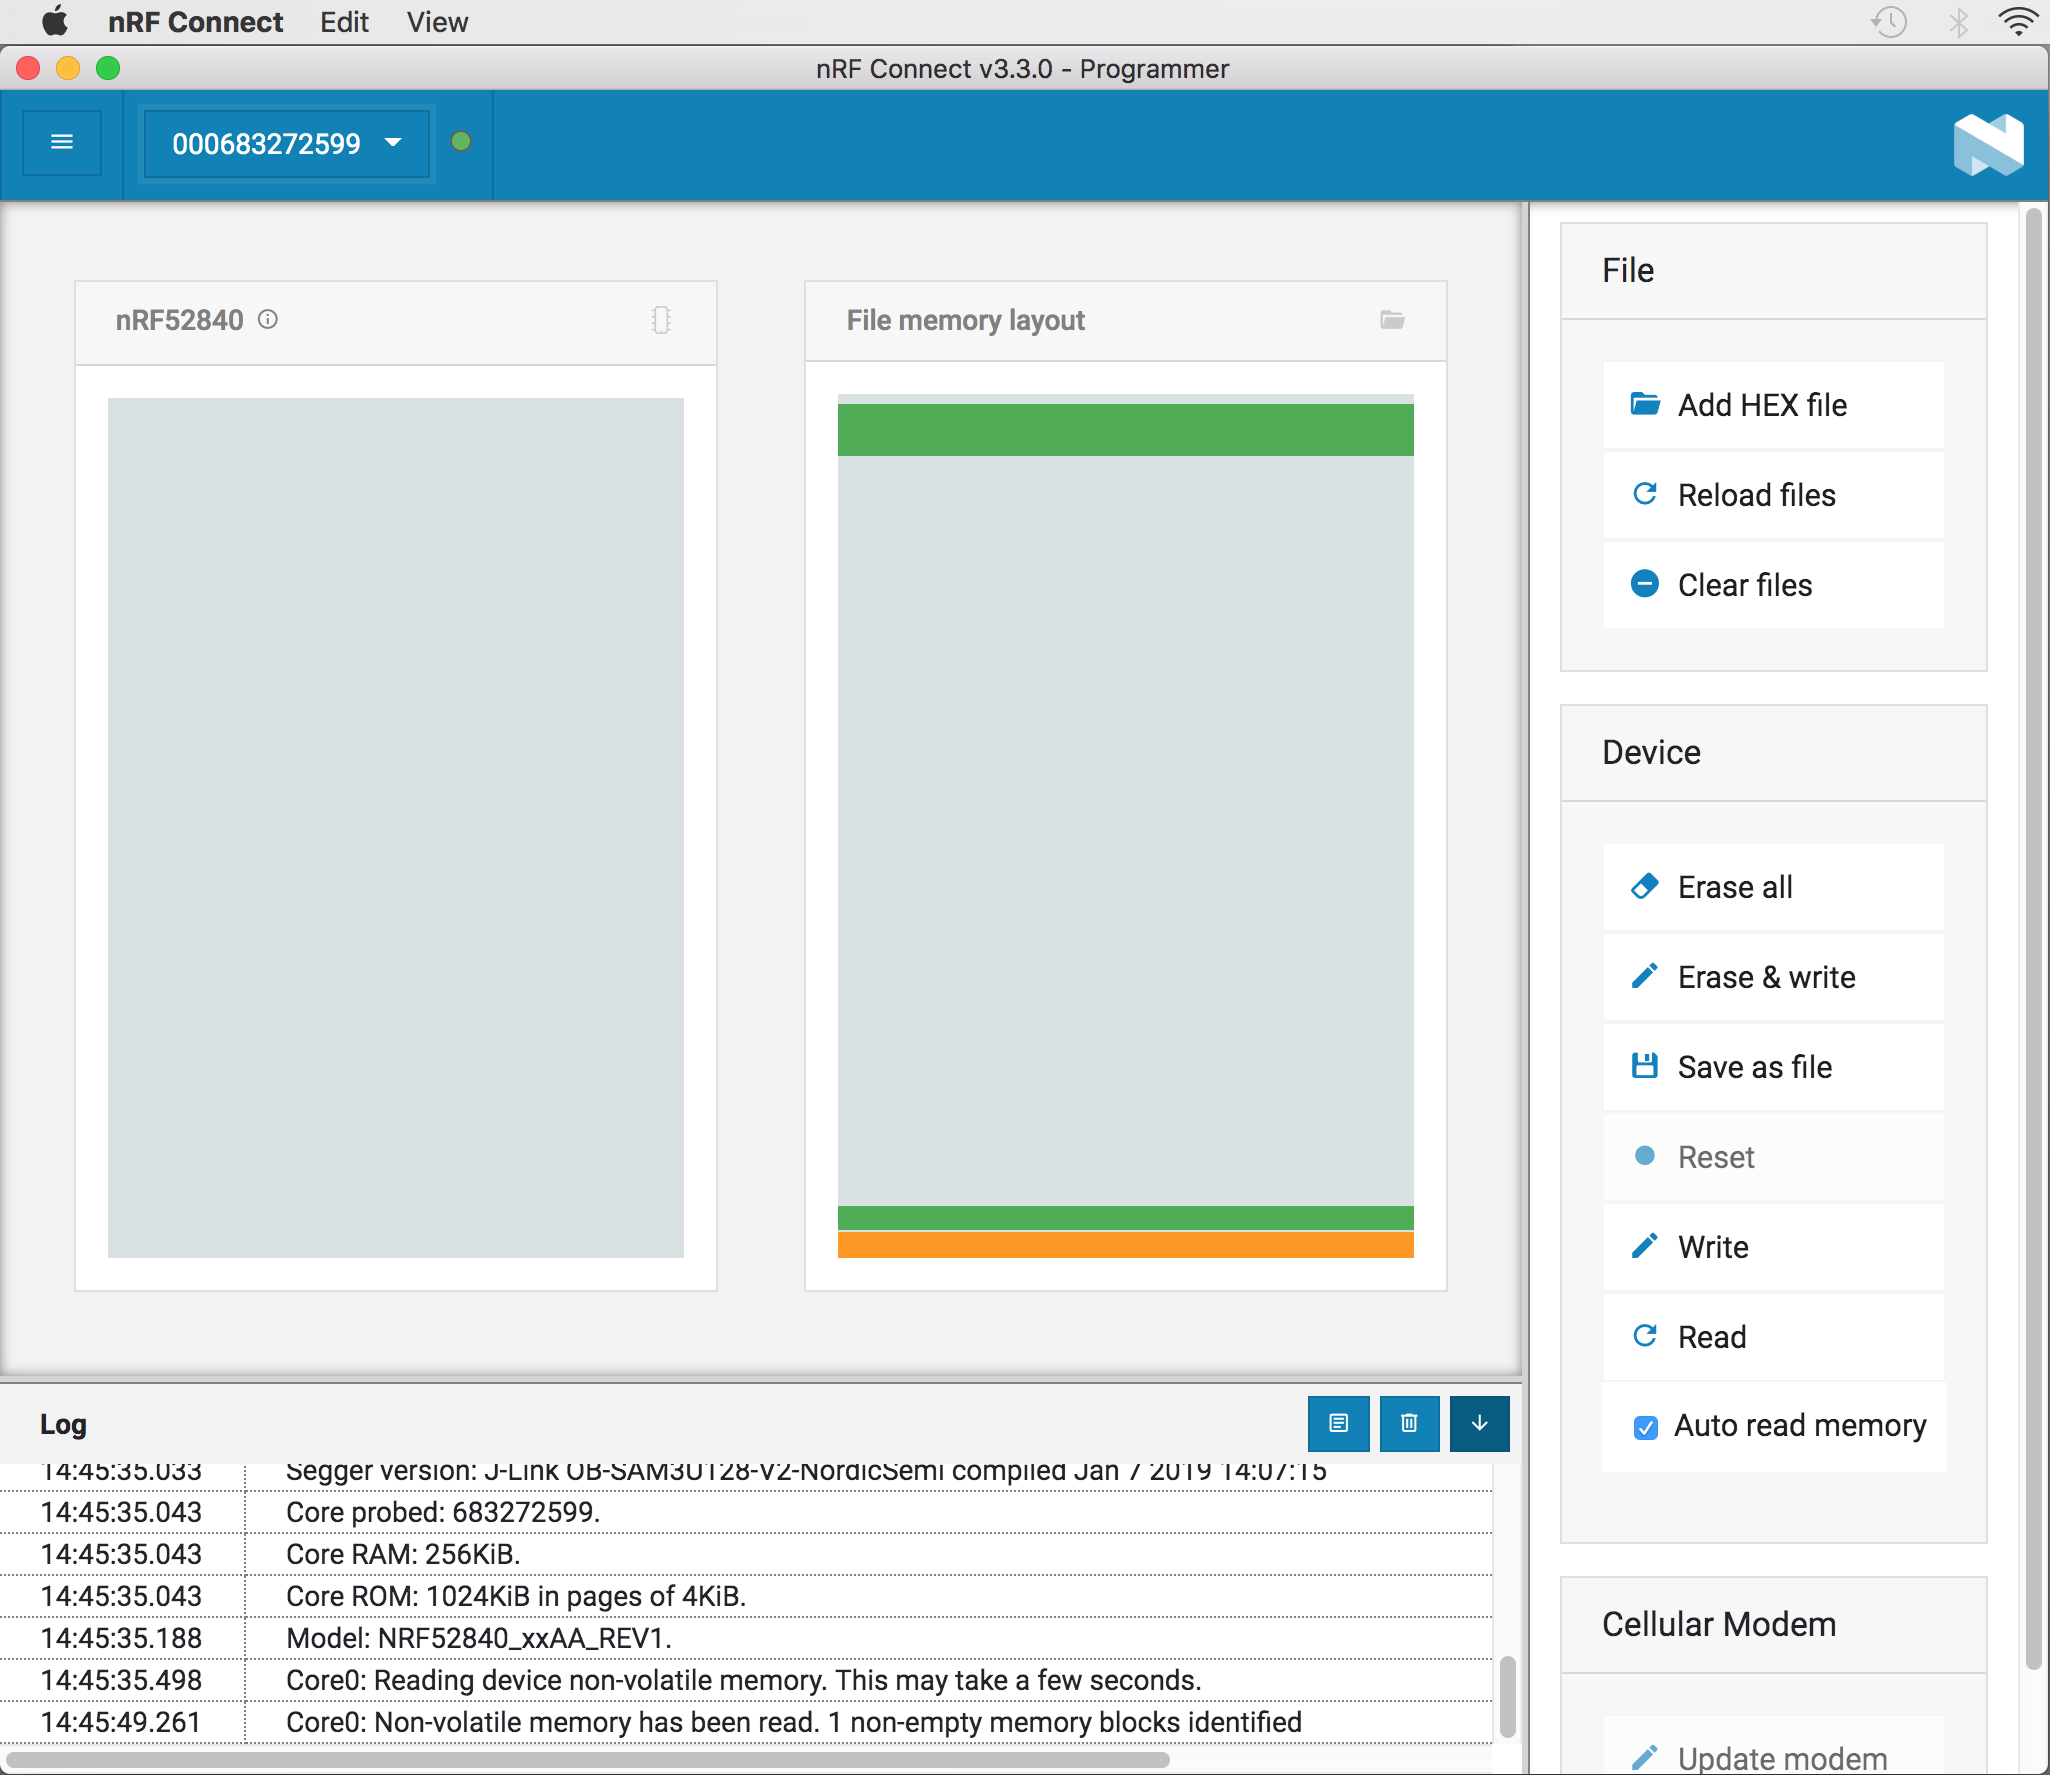 nRF Connect Edit View
nRF Connect v3.3.0 - Programmer
000683272599
nRF52840
File memory layout
File
Add HEX file
Reload files
Clear files
Device
Erase all
Erase & write
Save as file
Reset
Write
Read
Auto read memory
Cellular Modem
Update modem
Log
14:45:35.033 Segger version: J-Link OB-SAM3U128-V2-NordicSemi compiled Jan 7 2019 14:07:15
14:45:35.043 Core probed: 683272599.
14:45:35.043 Core RAM: 256KiB.
14:45:35.043 Core ROM: 1024KiB in pages of 4KiB.
14:45:35.188 Model: NRF52840_xxAA_REV1.
14:45:35.498 Core0: Reading device non-volatile memory. This may take a few seconds.
14:45:49.261 Core0: Non-volatile memory has been read. 1 non-empty memory blocks identified